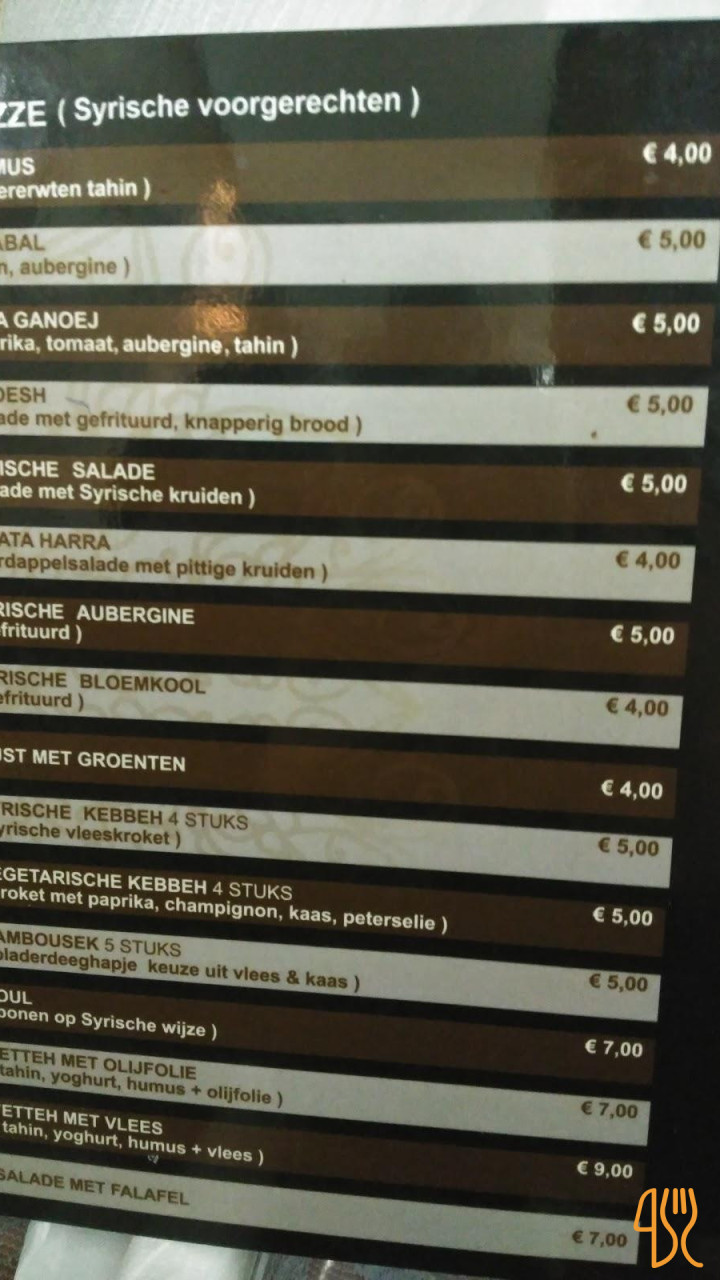 ZZE ( Syrische voorgerechten )
MUS € 4,00
ererwten tahin )
ABAL € 5,00
n, aubergine )
A GANOEJ € 5,00
rika, tomaat, aubergine, tahin )
OESH € 5,00
ade met gefrituurd, knapperig brood )
ISCHE SALADE € 5,00
ade met Syrische kruiden )
ATA HARRA € 4,00
rdappelsalade met pittige kruiden )
RISCHE AUBERGINE € 5,00
frituurd )
RISCHE BLOEMKOOL € 4,00
efrituurd )
JST MET GROENTEN € 4,00
RISCHE KEBBEH 4 STUKS € 5,00
yrische vleeskroket )
EGETARISCHE KEBBEH 4 STUKS € 5,00
roket met paprika, champignon, kaas, peterselie )
AMBOUSEK 5 STUKS € 5,00
bladerdeeghapje keuze uit vlees & kaas )
OUL € 7,00
bonen op Syrische wijze )
ETTEH MET OLIJFOLIE € 7,00
tahin, yoghurt, humus + olijfolie )
ETTEH MET VLEES € 9,00
tahin, yoghurt, humus + vlees )
SALADE MET FALAFEL € 7,00